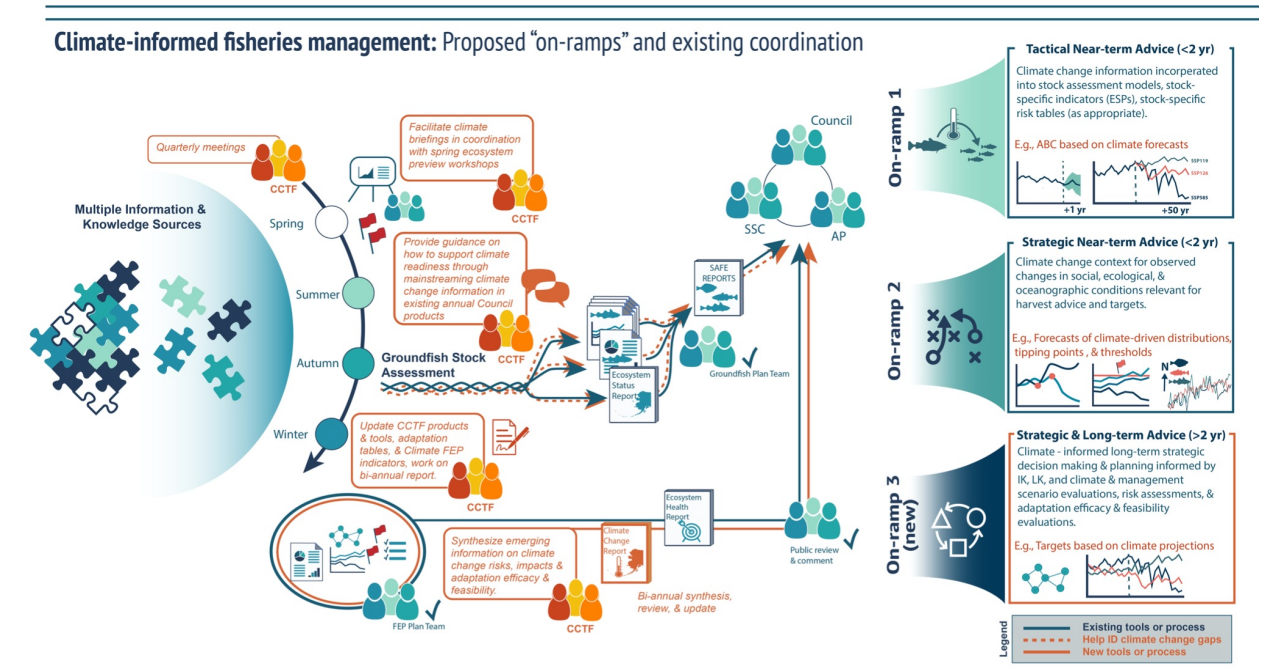 Climate-informed fisheries management: Proposed “on-ramps” and existing coordination
Quarterly meetings
CCTF
Multiple Information &
Knowledge Sources
Spring
Summer
Autumn
Winter
Facilitate climate
briefings in coordination
with spring ecosystem
preview workshops
CCTF
Provide guidance on
how to support climate
readiness through
mainstreaming climate
change information in
existing annual Council
products
CCTF
Groundfish Stock
Assessment
Ecosystem
Status
Report
SAFE
REPORTS
Groundfish Plan Team
Council
SSC
AP
Update CCTF products
& tools, adaptation
tables, & Climate FEP
indicators, work on
bi-annual report.
CCTF
FEP Plan Team
Synthesize emerging
information on climate
change risks, impacts &
adaptation efficacy &
feasibility.
CCTF
Climate
Change
Report
Ecosystem
Health
Report
Bi-annual synthesis,
review, & update
Public review
& comment
On-ramp 1
Tactical Near-term Advice (<2 yr)
Climate change information incorperated
into stock assessment models, stock-
specific indicators (ESPs), stock-specific
risk tables (as appropriate).
E.g., ABC based on climate forecasts
SSP119
SSP126
SSP585
+1 yr
+50 yr
On-ramp 2
Strategic Near-term Advice (<2 yr)
Climate change context for observed
changes in social, ecological, &
oceanographic conditions relevant for
harvest advice and targets.
E.g., Forecasts of climate-driven distributions,
tipping points , & thresholds
N
On-ramp 3
(new)
Strategic & Long-term Advice (>2 yr)
Climate - informed long-term strategic
decision making & planning informed by
IK, LK, and climate & management
scenario evaluations, risk assessments, &
adaptation efficacy & feasibility
evaluations.
E.g., Targets based on climate projections
Legend
Existing tools or process
Help ID climate change gaps
New tools or process